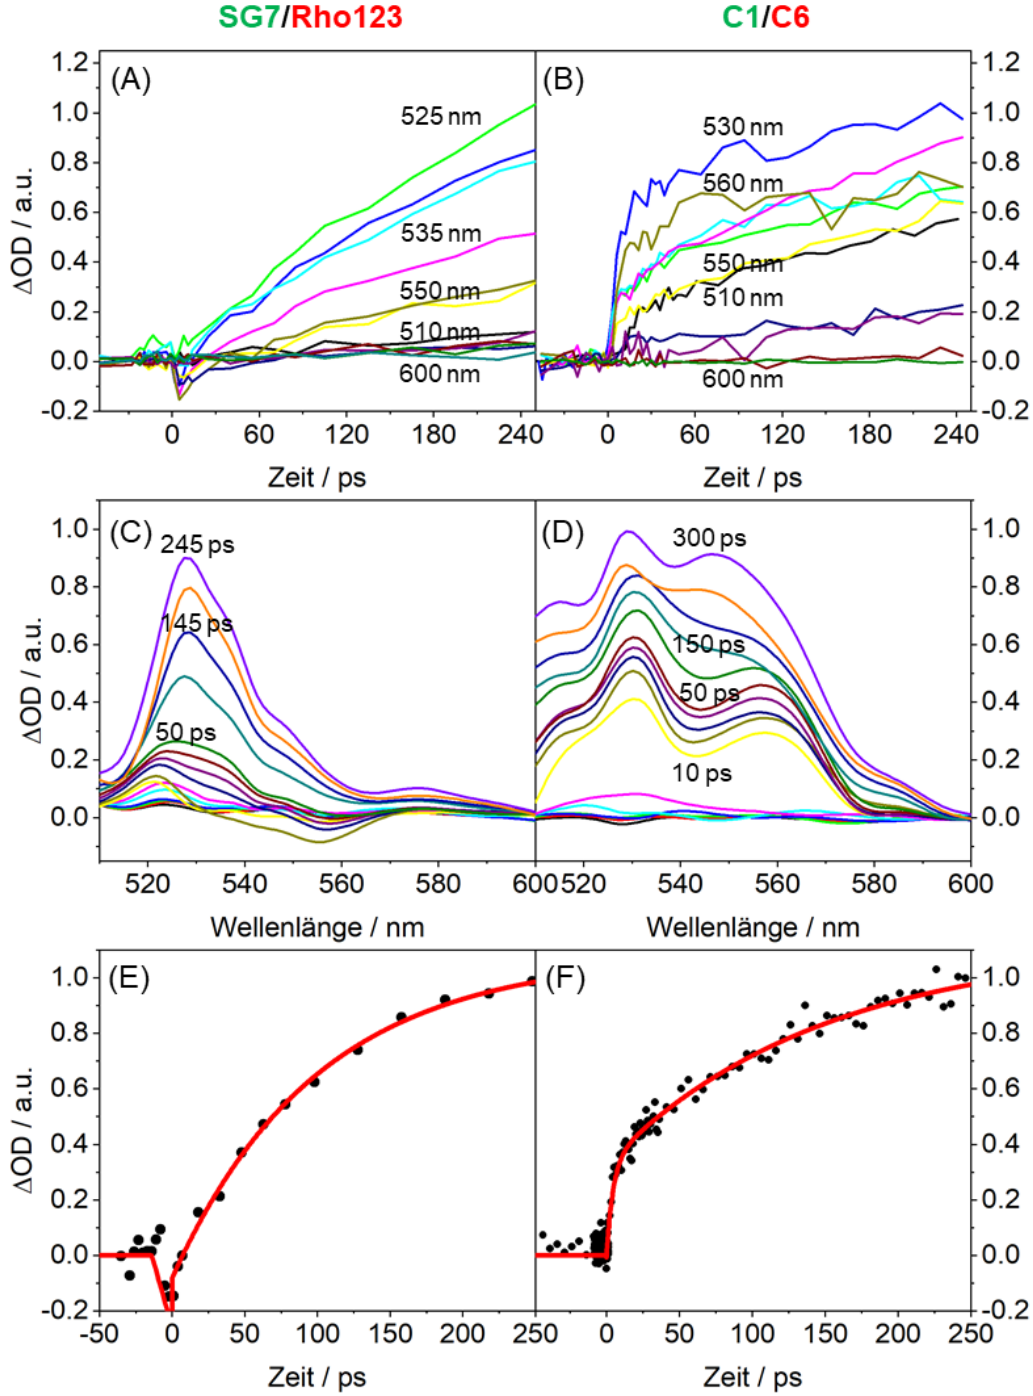 SG7/Rho123
C1/C6
1.2
1.0
0.8
0.6
0.4
0.2
0.0
-0.2
ΔOD / a.u.
(A)
525 nm
535 nm
550 nm
510 nm
600 nm
0
120
240
Zeit / ps
(B)
530 nm
560 nm
550 nm
510 nm
600 nm
0
60
120
180
240
Zeit / ps
1.2
1.0
0.8
0.6
0.4
0.2
0.0
-0.2
1.0
0.8
0.6
0.4
0.2
0.0
ΔOD / a.u.
(C)
245 ps
145 ps
50 ps
520
540
560
580
600
Wellenlänge / nm
(D)
300 ps
150 ps
50 ps
10 ps
520
540
560
580
600
Wellenlänge / nm
1.0
0.8
0.6
0.4
0.2
0.0
1.0
0.8
0.6
0.4
0.2
0.0
-0.2
ΔOD / a.u.
(E)
-50
0
50
100
150
200
250
Zeit / ps
(F)
0
50
100
150
200
250
Zeit / ps
1.0
0.8
0.6
0.4
0.2
0.0
-0.2